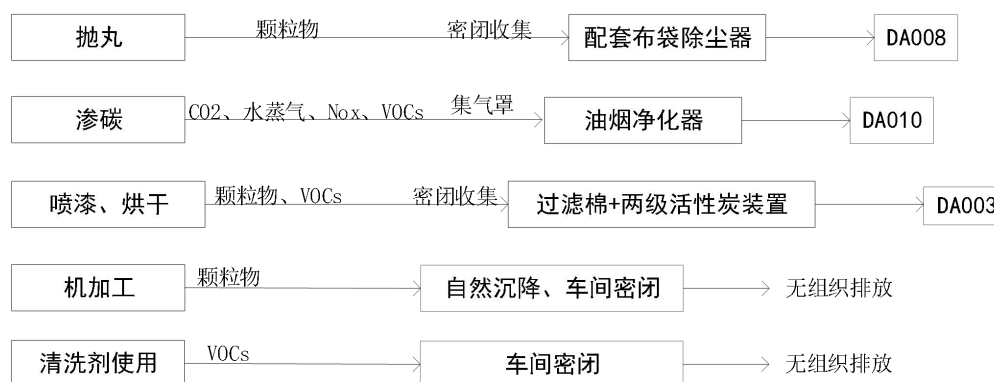 抛丸 颗粒物 密闭收集 配套布袋除尘器 DA008
渗碳 CO2、水蒸气、Nox、VOCs 集气罩 油烟净化器 DA010
喷漆、烘干 颗粒物、VOCs 密闭收集 过滤棉+两级活性炭装置 DA003
机加工 颗粒物 自然沉降、车间密闭 无组织排放
清洗剂使用 VOCs 车间密闭 无组织排放